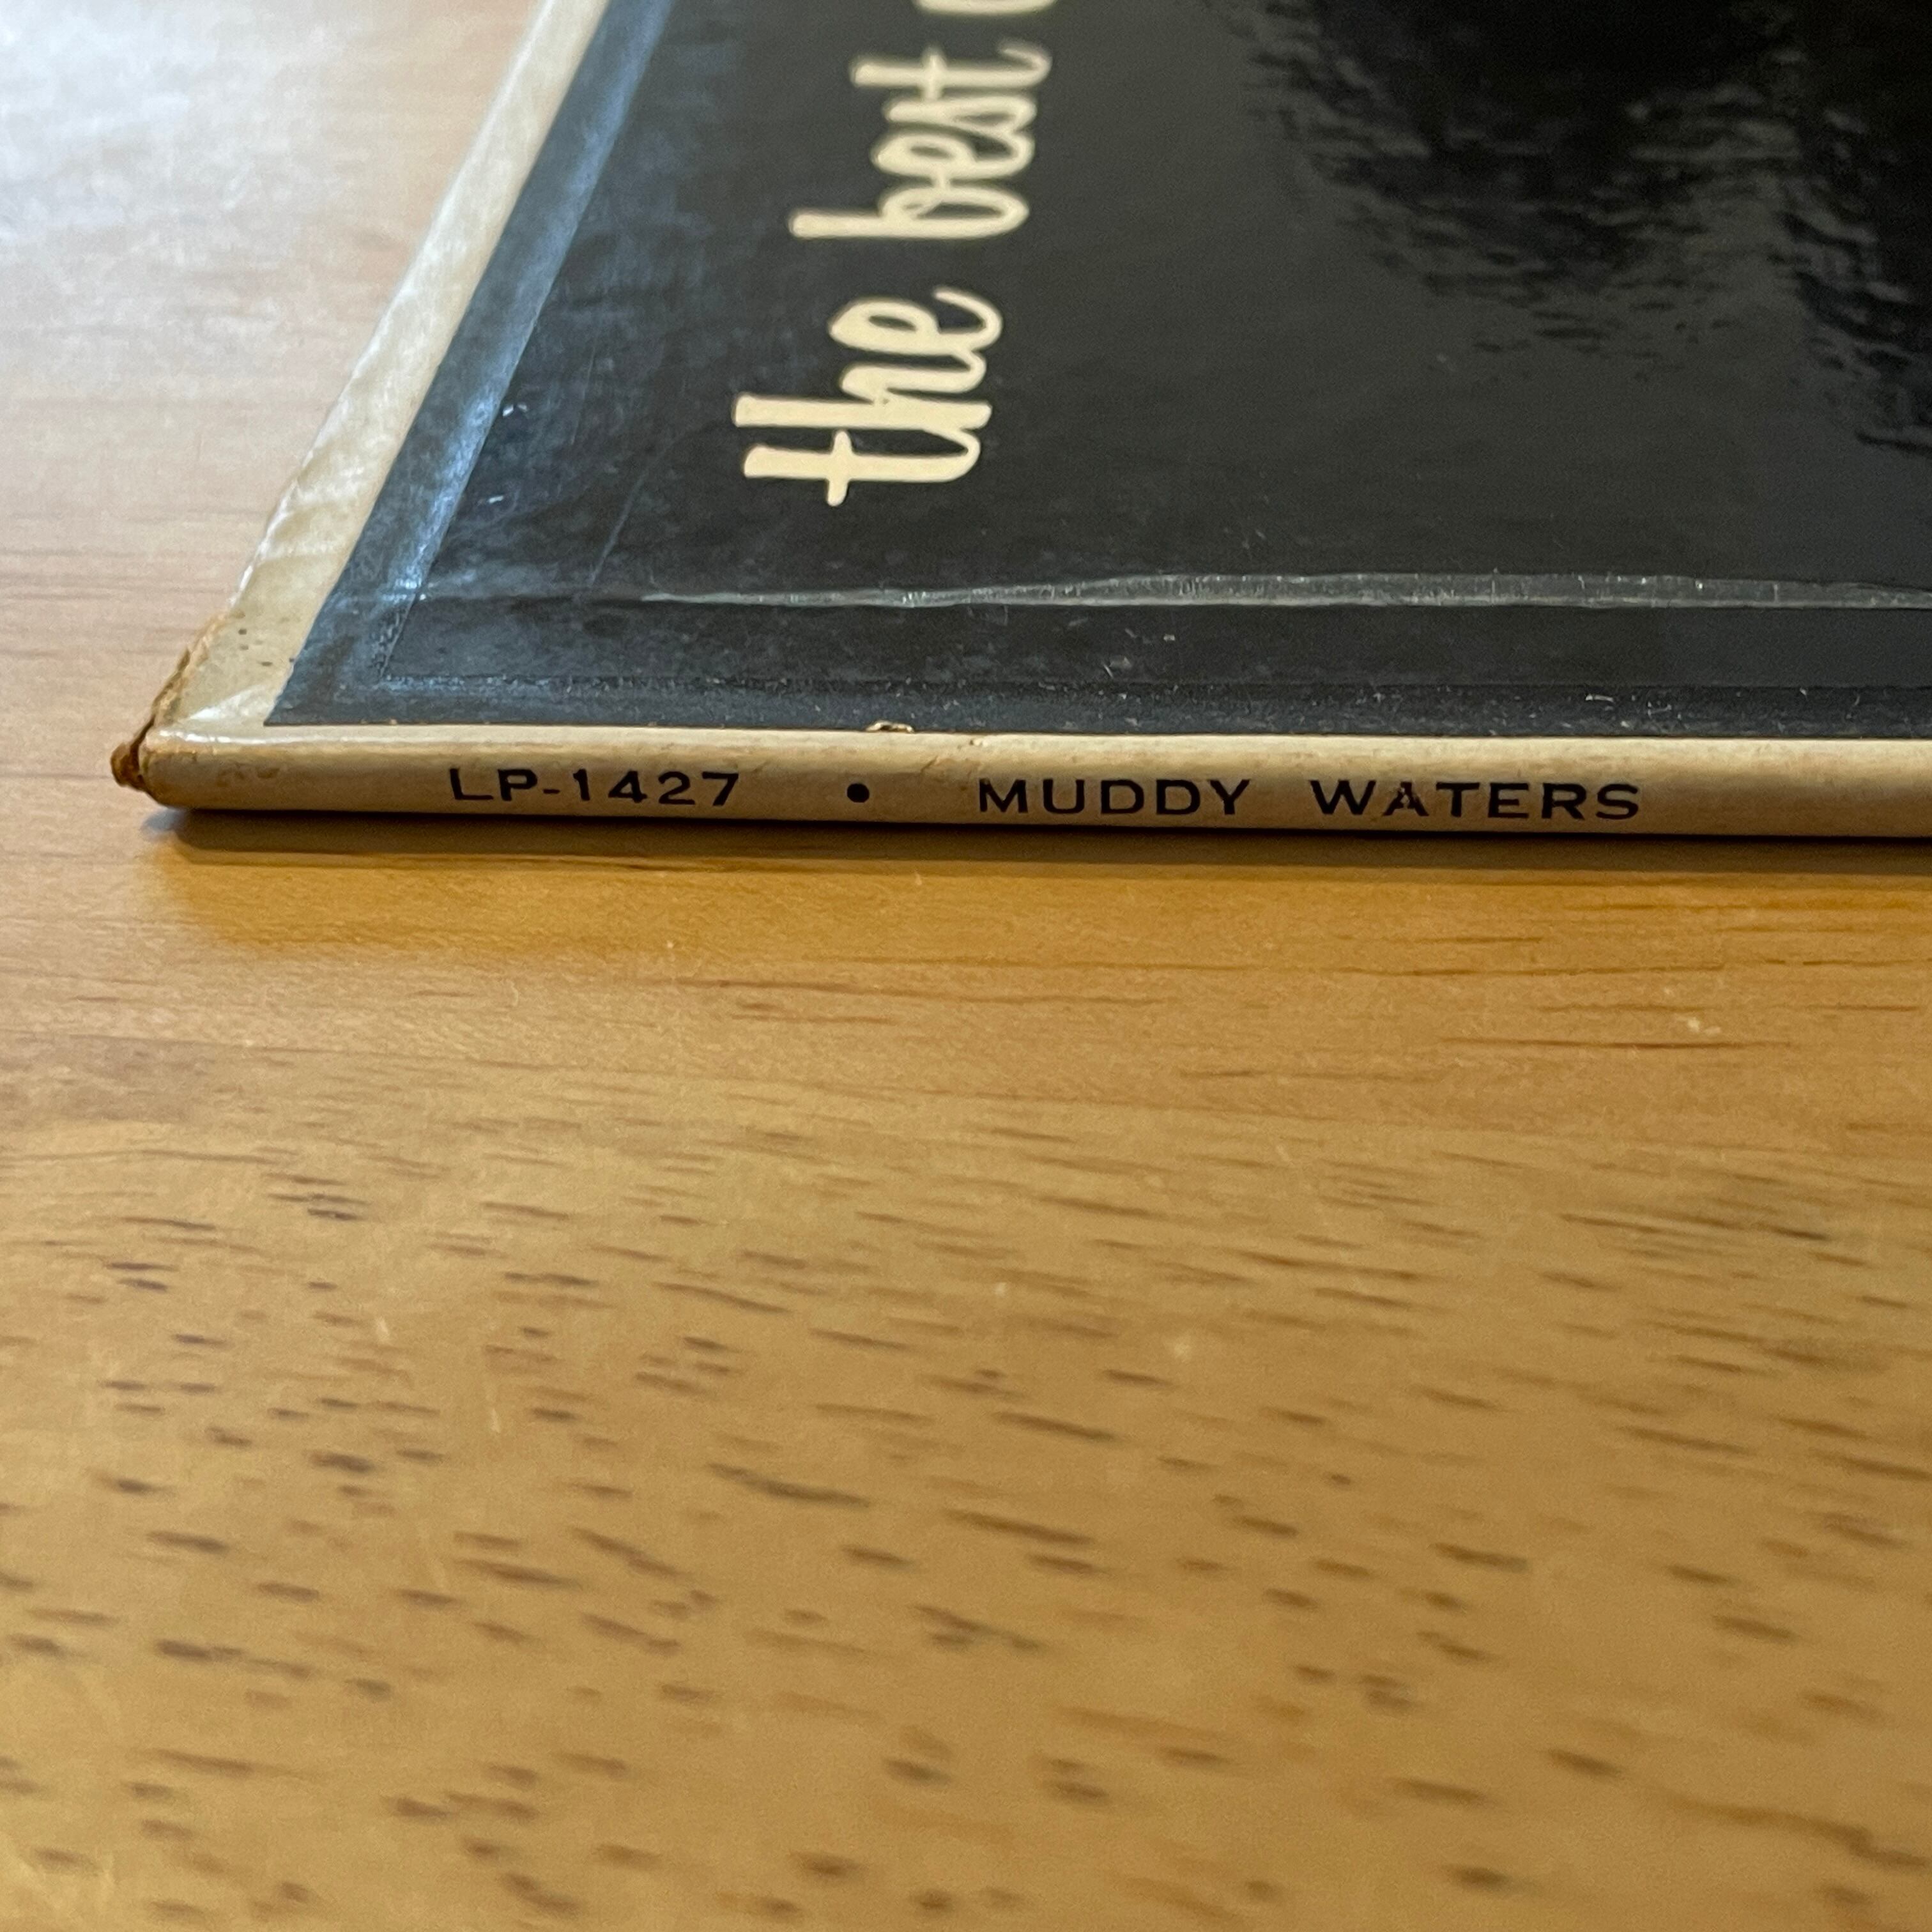 the best
LP-1427 • MUDDY WATERS